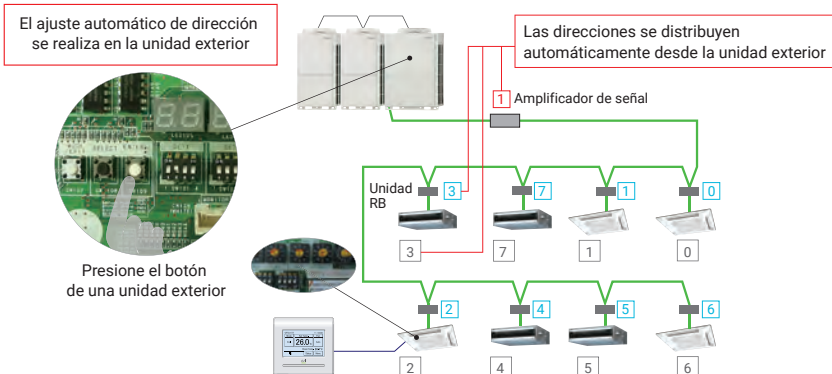 El ajuste automático de dirección
se realiza en la unidad exterior
Las direcciones se distribuyen
automáticamente desde la unidad exterior
1 Amplificador de señal
Unidad
RB
3
7
1
0
3
7
1
0
Presione el botón
de una unidad exterior
2
4
5
6
26.0
2
4
5
6